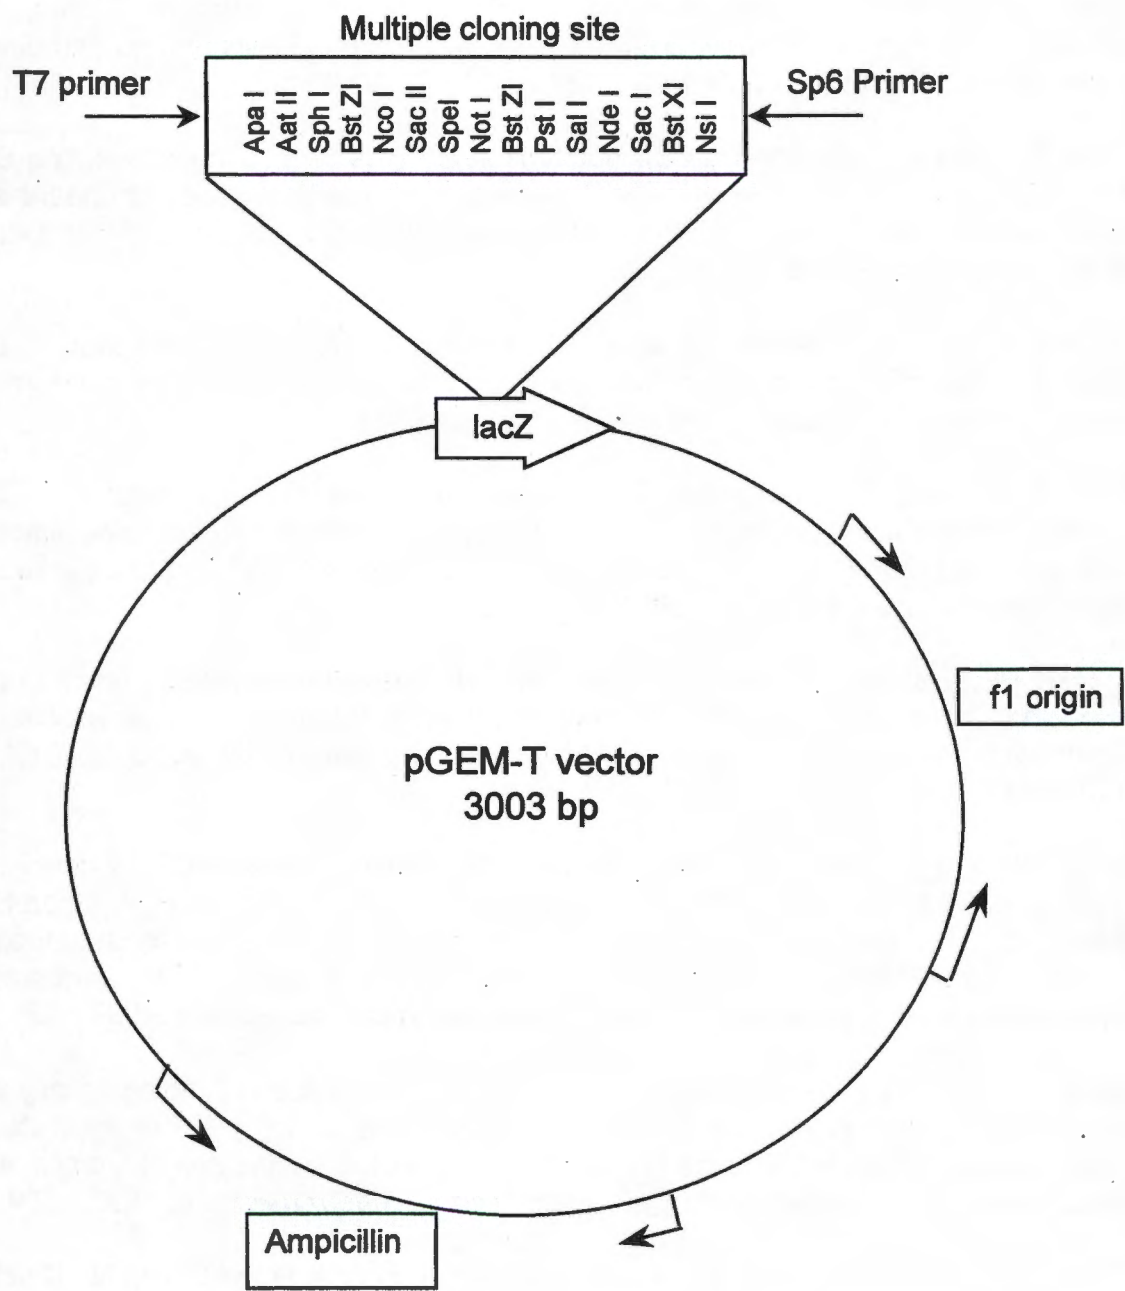 Multiple cloning site
T7 primer
Sp6 Primer
Apa I
Aat II
Sph I
Bst ZI
Nco I
Sac II
SpeI
Not I
Bst ZI
Pst I
Sal I
Nde I
Sac I
Bst XI
Nsi I
lacZ
f1 origin
pGEM-T vector
3003 bp
Ampicillin